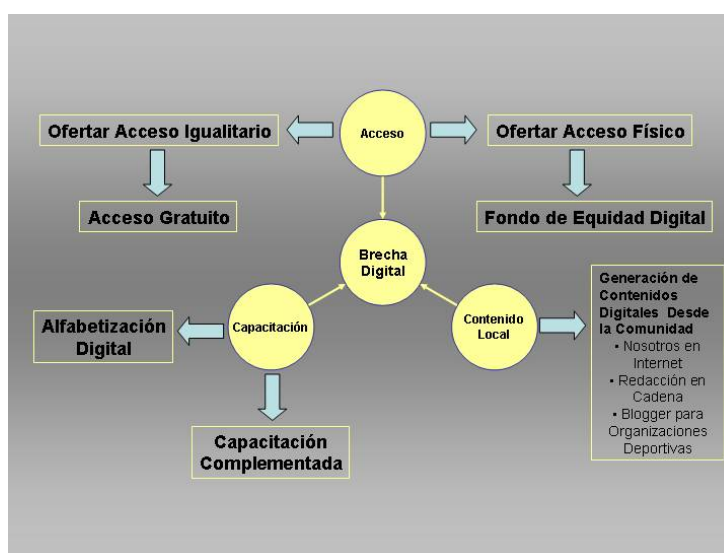 Ofertar Acceso Igualitario
Acceso
Ofertar Acceso Físico
Acceso Gratuito
Fondo de Equidad Digital
Brecha
Digital
Capacitación
Contenido
Local
Alfabetización
Digital
Capacitación
Complementada
Generación de
Contenidos
Digitales Desde
la Comunidad
• Nosotros en
Internet
• Redacción en
Cadena
• Blogger para
Organizaciones
Deportivas